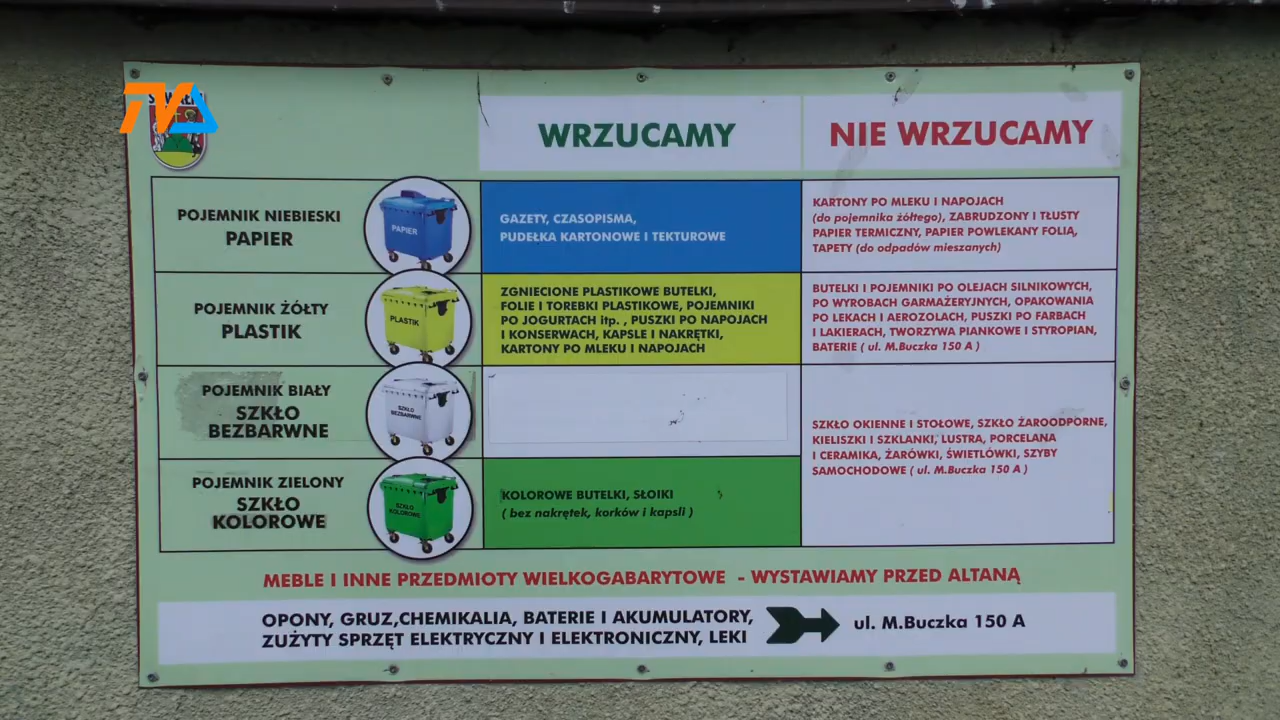 TVA
WRZUCAMY
NIE WRZUCAMY
POJEMNIK NIEBIESKI
PAPIER
PAPIER
GAZETY, CZASOPISMA,
PUDEŁKA KARTONOWE I TEKTUROWE
KARTONY PO MLEKU I NAPOJACH
(do pojemnika żółtego), ZABRUDZONY I TŁUSTY
PAPIER TERMICZNY, PAPIER POWLEKANY FOLIĄ,
TAPETY (do odpadów mieszanych)
POJEMNIK ŻÓŁTY
PLASTIK
PLASTIK
ZGNIECIONE PLASTIKOWE BUTELKI,
FOLIE I TOREBKI PLASTIKOWE, POJEMNIKI
PO JOGURTACH itp. , PUSZKI PO NAPOJACH
I KONSERWACH, KAPSLE I NAKRĘTKI,
KARTONY PO MLEKU I NAPOJACH
BUTELKI I POJEMNIKI PO OLEJACH SILNIKOWYCH,
PO WYROBACH GARMAŻERYJNYCH, OPAKOWANIA
PO LEKACH I AEROZOLACH, PUSZKI PO FARBACH
I LAKIERACH, TWORZYWA PIANKOWE I STYROPIAN,
BATERIE ( ul. M.Buczka 150 A )
POJEMNIK BIAŁY
SZKŁO
BEZBARWNE
SZKŁO
BEZBARWNE
SZKŁO OKIENNE I STOŁOWE, SZKŁO ŻAROODPORNE,
KIELISZKI I SZKLANKI, LUSTRA, PORCELANA
I CERAMIKA, ŻARÓWKI, ŚWIETLÓWKI, SZYBY
SAMOCHODOWE ( ul. M.Buczka 150 A )
POJEMNIK ZIELONY
SZKŁO
KOLOROWE
SZKŁO
KOLOROWE
KOLOROWE BUTELKI, SŁOIKI
( bez nakrętek, korków i kapsli )
MEBLE I INNE PRZEDMIOTY WIELKOGABARYTOWE - WYSTAWIAMY PRZED ALTANĄ
OPONY, GRUZ,CHEMIKALIA, BATERIE I AKUMULATORY,
ZUŻYTY SPRZĘT ELEKTRYCZNY I ELEKTRONICZNY, LEKI
ul. M.Buczka 150 A